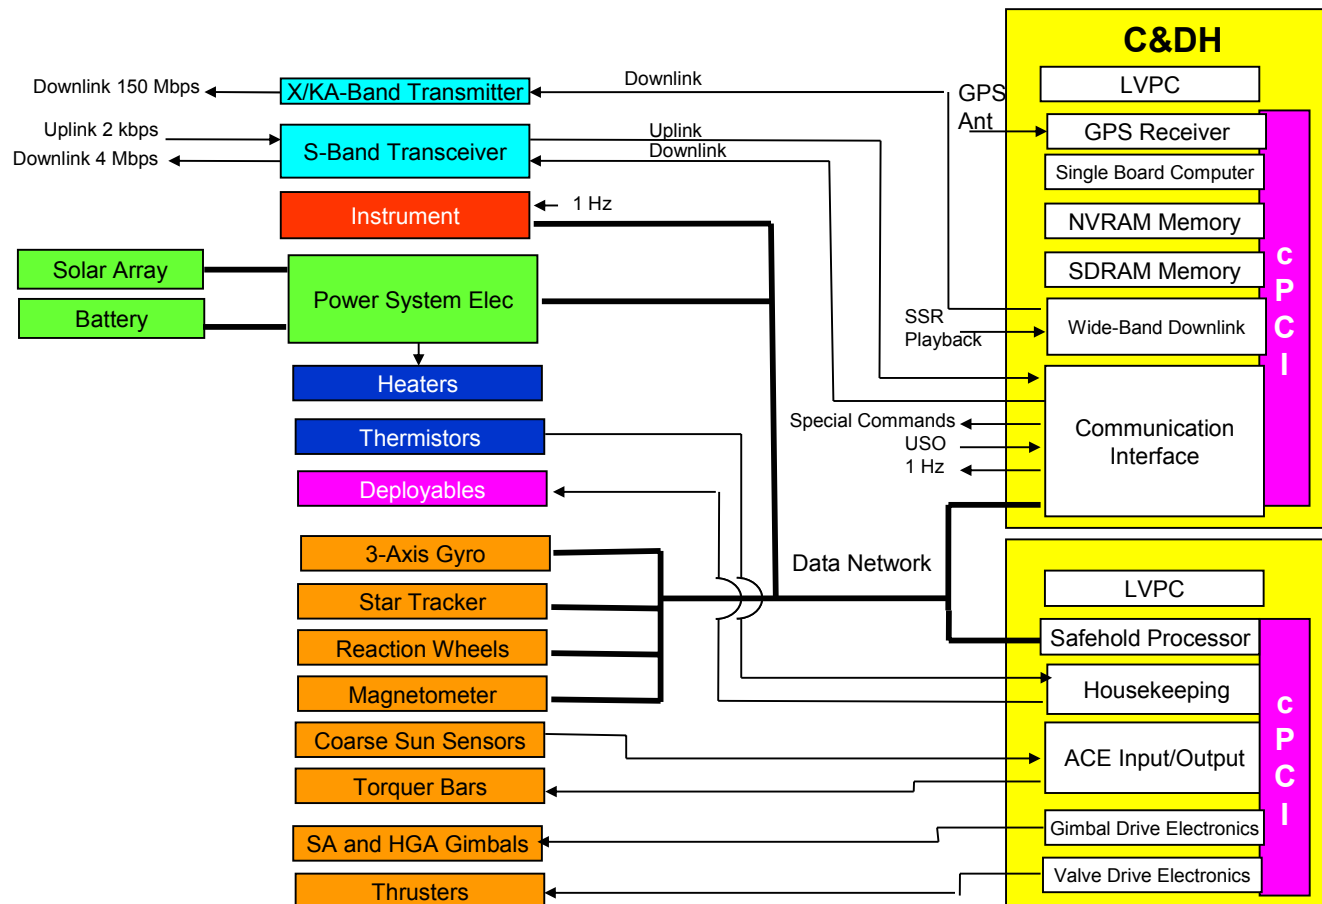 C&DH
LVPC
Downlink
Downlink 150 Mbps
X/KA-Band Transmitter
GPS
Ant
GPS Receiver
Uplink 2 kbps
Uplink
S-Band Transceiver
Downlink
Downlink 4 Mbps
Single Board Computer
Instrument
1 Hz
NVRAM Memory
Solar Array
SDRAM Memory
cPCI
Power System Elec
Battery
SSR
Playback
Wide-Band Downlink
Heaters
Special Commands
Communication
Interface
Thermistors
USO
1 Hz
Deployables
3-Axis Gyro
Data Network
LVPC
Star Tracker
Safehold Processor
Reaction Wheels
Housekeeping
Magnetometer
cPCI
Coarse Sun Sensors
ACE Input/Output
Torquer Bars
Gimbal Drive Electronics
SA and HGA Gimbals
Valve Drive Electronics
Thrusters